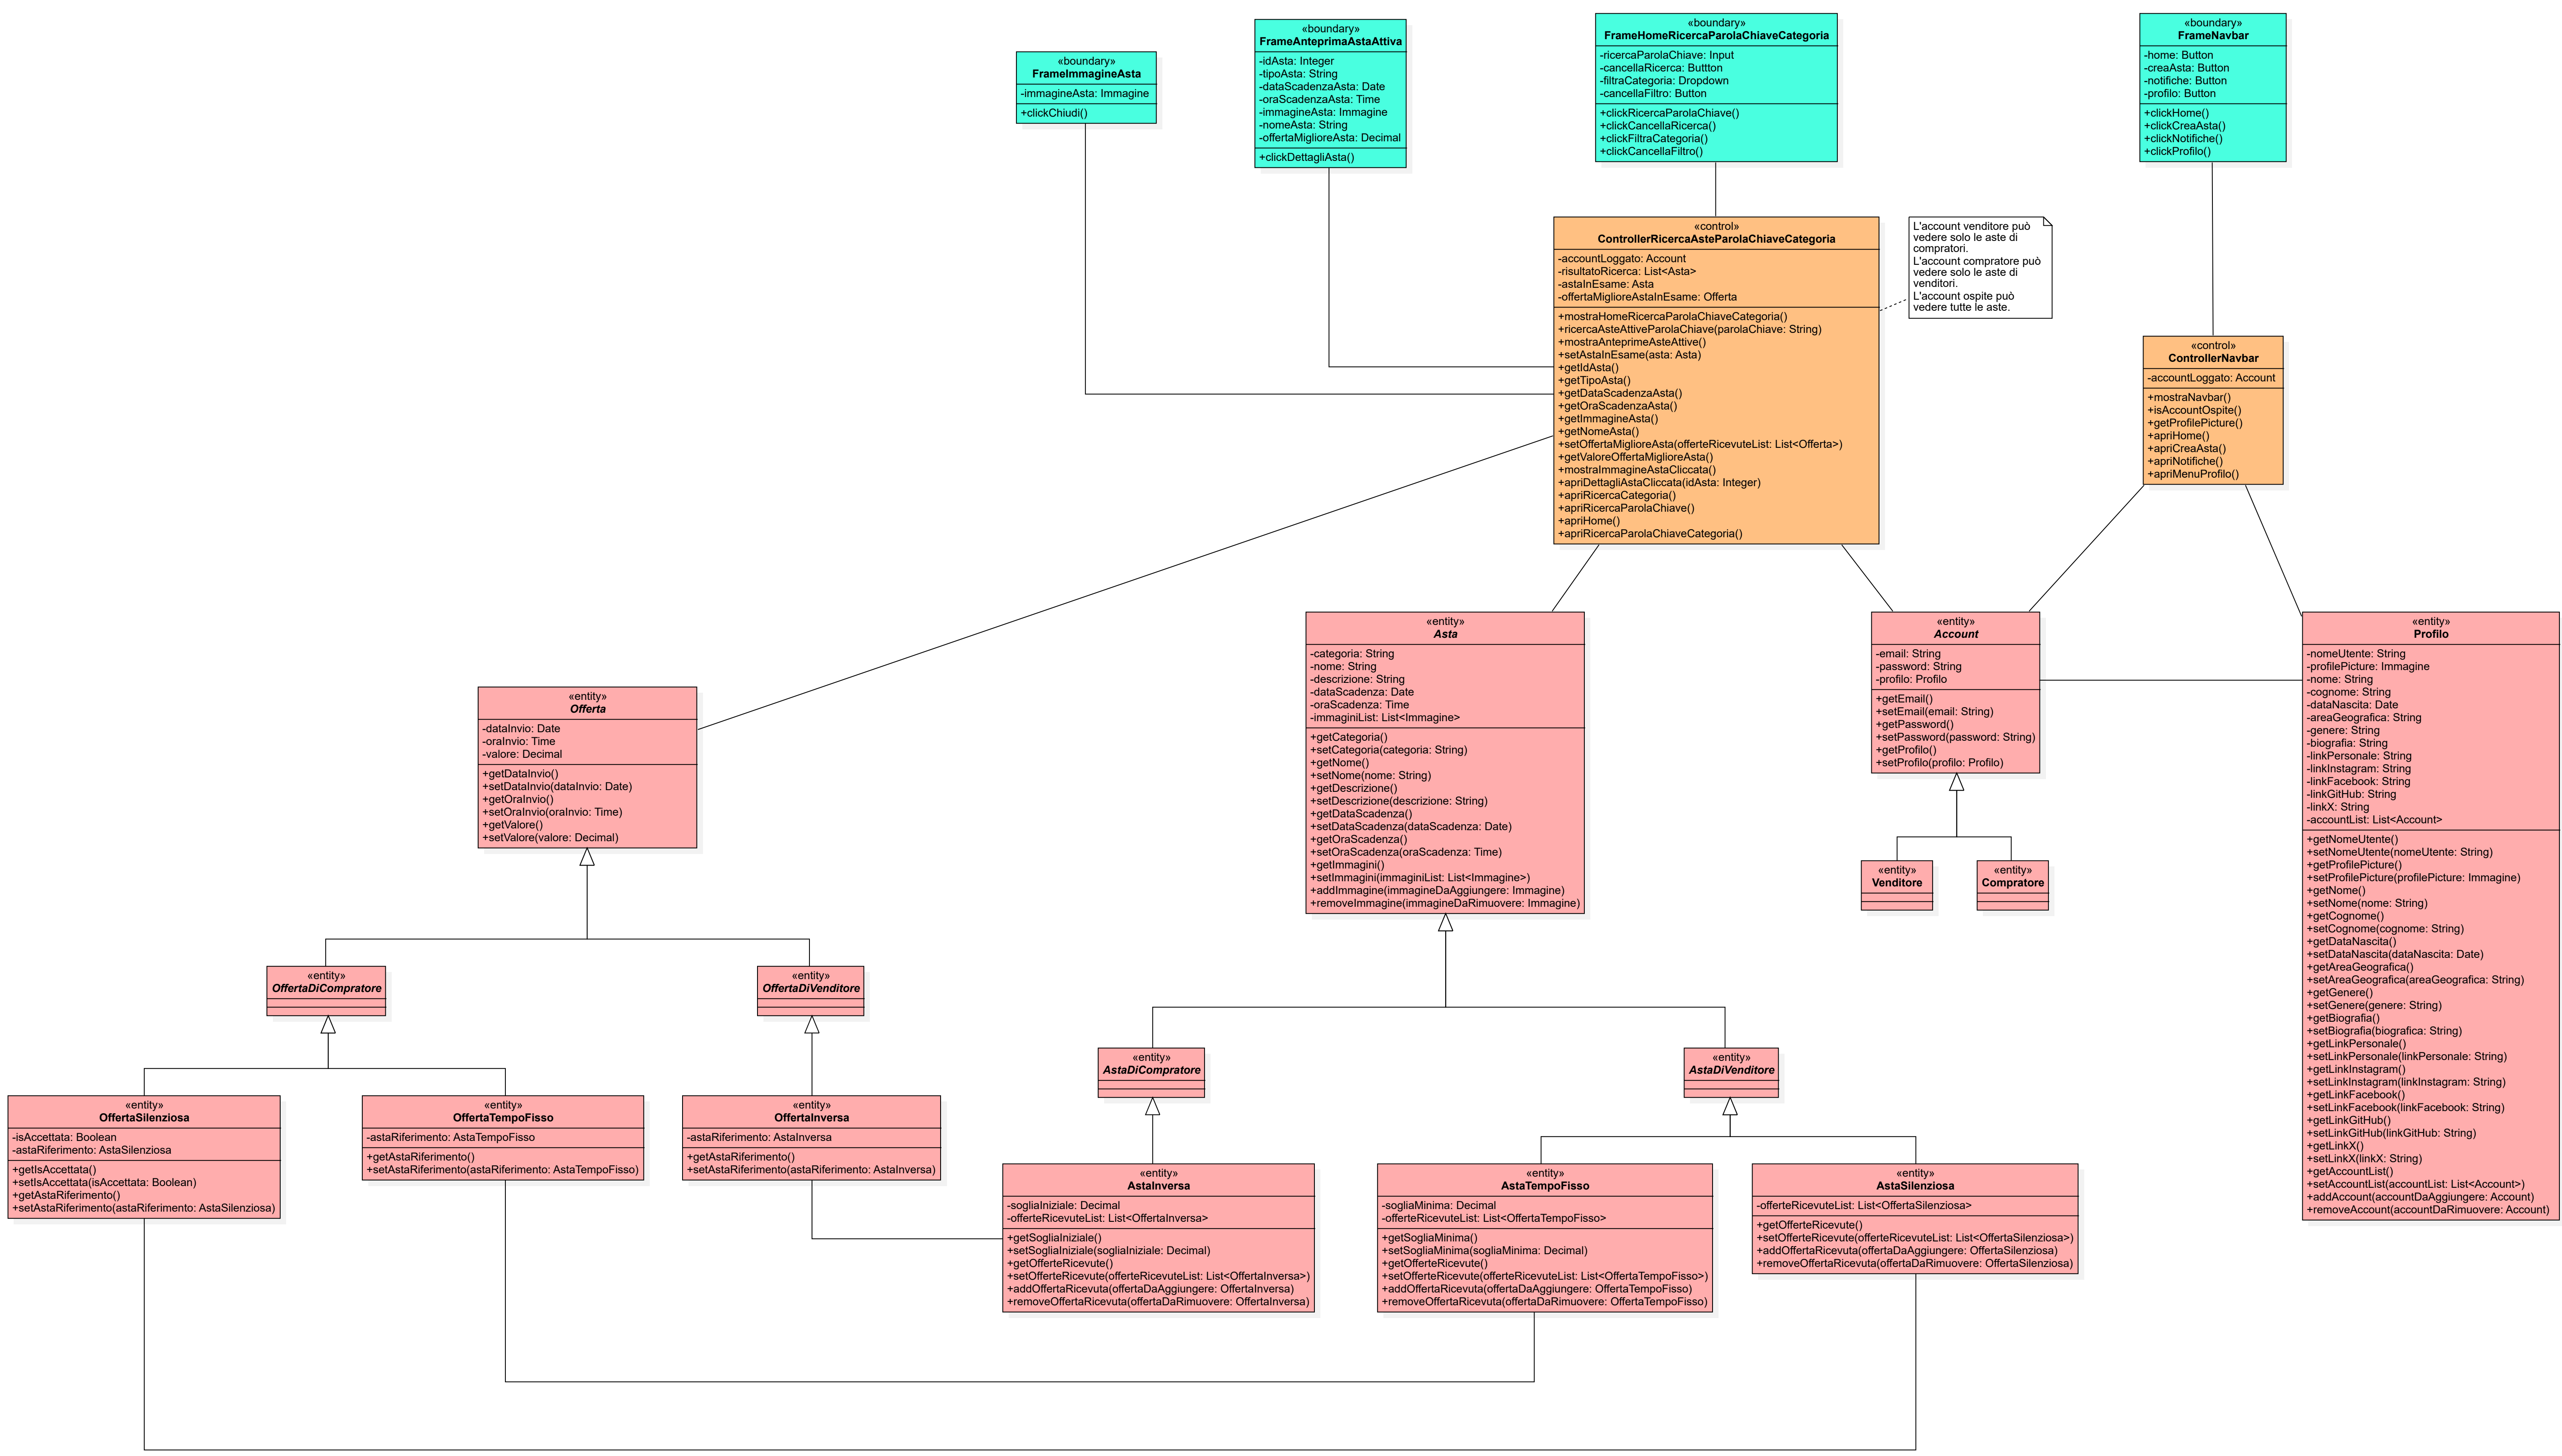 «boundary»
FrameImmagineAsta
-immagineAsta: Immagine
+clickChiudi()
«boundary»
FrameAnteprimaAstaAttiva
-idAsta: Integer
-tipoAsta: String
-dataScadenzaAsta: Date
-oraScadenzaAsta: Time
-immagineAsta: Immagine
-nomeAsta: String
-offertaMiglioreAsta: Decimal
+clickDettagliAsta()
«boundary»
FrameHomeRicercaParolaChiaveCategoria
-ricercaParolaChiave: Input
-cancellaRicerca: Buttton
-filtraCategoria: Dropdown
-cancellaFiltro: Button
+clickRicercaParolaChiave()
+clickCancellaRicerca()
+clickFiltraCategoria()
+clickCancellaFiltro()
«boundary»
FrameNavbar
-home: Button
-creaAsta: Button
-notifiche: Button
-profilo: Button
+clickHome()
+clickCreaAsta()
+clickNotifiche()
+clickProfilo()
«control»
ControllerRicercaAsteParolaChiaveCategoria
-accountLoggato: Account
-risultatoRicerca: List<Asta>
-astaInEsame: Asta
-offertaMiglioreAstaInEsame: Offerta
+mostraHomeRicercaParolaChiaveCategoria()
+ricercaAsteAttiveParolaChiave(parolaChiave: String)
+mostraAnteprimeAsteAttive()
+setAstaInEsame(asta: Asta)
+getIdAsta()
+getTipoAsta()
+getDataScadenzaAsta()
+getOraScadenzaAsta()
+getImmagineAsta()
+getNomeAsta()
+setOffertaMiglioreAsta(offerteRicevuteList: List<Offerta>)
+getValoreOffertaMiglioreAsta()
+mostraImmagineAstaCliccata()
+apriDettagliAstaCliccata(idAsta: Integer)
+apriRicercaCategoria()
+apriRicercaParolaChiave()
+apriHome()
+apriRicercaParolaChiaveCategoria()
L'account venditore può
vedere solo le aste di
compratori.
L'account compratore può
vedere solo le aste di
venditori.
L'account ospite può
vedere tutte le aste.
«control»
ControllerNavbar
-accountLoggato: Account
+mostraNavbar()
+isAccountOspite()
+getProfilePicture()
+apriHome()
+apriCreaAsta()
+apriNotifiche()
+apriMenuProfilo()
«entity»
Offerta
-dataInvio: Date
-oraInvio: Time
-valore: Decimal
+getDataInvio()
+setDataInvio(dataInvio: Date)
+getOraInvio()
+setOraInvio(oraInvio: Time)
+getValore()
+setValore(valore: Decimal)
«entity»
Asta
-categoria: String
-nome: String
-descrizione: String
-dataScadenza: Date
-oraScadenza: Time
-immaginiList: List<Immagine>
+getCategoria()
+setCategoria(categoria: String)
+getNome()
+setNome(nome: String)
+getDescrizione()
+setDescrizione(descrizione: String)
+getDataScadenza()
+setDataScadenza(dataScadenza: Date)
+getOraScadenza()
+setOraScadenza(oraScadenza: Time)
+getImmagini()
+setImmagini(immaginiList: List<Immagine>)
+addImmagine(immagineDaAggiungere: Immagine)
+removeImmagine(immagineDaRimuovere: Immagine)
«entity»
Account
-email: String
-password: String
-profilo: Profilo
+getEmail()
+setEmail(email: String)
+getPassword()
+setPassword(password: String)
+getProfilo()
+setProfilo(profilo: Profilo)
«entity»
Venditore
«entity»
Compratore
«entity»
Profilo
-nomeUtente: String
-profilePicture: Immagine
-nome: String
-cognome: String
-dataNascita: Date
-areaGeografica: String
-genere: String
-biografia: String
-linkPersonale: String
-linkInstagram: String
-linkFacebook: String
-linkGitHub: String
-linkX: String
-accountList: List<Account>
+getNomeUtente()
+setNomeUtente(nomeUtente: String)
+getProfilePicture()
+setProfilePicture(profilePicture: Immagine)
+getNome()
+setNome(nome: String)
+getCognome()
+setCognome(cognome: String)
+getDataNascita()
+setDataNascita(dataNascita: Date)
+getAreaGeografica()
+setAreaGeografica(areaGeografica: String)
+getGenere()
+setGenere(genere: String)
+getBiografia()
+setBiografia(biografica: String)
+getLinkPersonale()
+setLinkPersonale(linkPersonale: String)
+getLinkInstagram()
+setLinkInstagram(linkInstagram: String)
+getLinkFacebook()
+setLinkFacebook(linkFacebook: String)
+getLinkGitHub()
+setLinkGitHub(linkGitHub: String)
+getLinkX()
+setLinkX(linkX: String)
+getAccountList()
+setAccountList(accountList: List<Account>)
+addAccount(accountDaAggiungere: Account)
+removeAccount(accountDaRimuovere: Account)
«entity»
OffertaDiCompratore
«entity»
OffertaDiVenditore
«entity»
AstaDiCompratore
«entity»
AstaDiVenditore
«entity»
OffertaSilenziosa
-isAccettata: Boolean
-astaRiferimento: AstaSilenziosa
+getIsAccettata()
+setIsAccettata(isAccettata: Boolean)
+getAstaRiferimento()
+setAstaRiferimento(astaRiferimento: AstaSilenziosa)
«entity»
OffertaTempoFisso
-astaRiferimento: AstaTempoFisso
+getAstaRiferimento()
+setAstaRiferimento(astaRiferimento: AstaTempoFisso)
«entity»
OffertaInversa
-astaRiferimento: AstaInversa
+getAstaRiferimento()
+setAstaRiferimento(astaRiferimento: AstaInversa)
«entity»
AstaInversa
-sogliaIniziale: Decimal
-offerteRicevuteList: List<OffertaInversa>
+getSogliaIniziale()
+setSogliaIniziale(sogliaIniziale: Decimal)
+getOfferteRicevute()
+setOfferteRicevute(offerteRicevuteList: List<OffertaInversa>)
+addOffertaRicevuta(offertaDaAggiungere: OffertaInversa)
+removeOffertaRicevuta(offertaDaRimuovere: OffertaInversa)
«entity»
AstaTempoFisso
-sogliaMinima: Decimal
-offerteRicevuteList: List<OffertaTempoFisso>
+getSogliaMinima()
+setSogliaMinima(sogliaMinima: Decimal)
+getOfferteRicevute()
+setOfferteRicevute(offerteRicevuteList: List<OffertaTempoFisso>)
+addOffertaRicevuta(offertaDaAggiungere: OffertaTempoFisso)
+removeOffertaRicevuta(offertaDaRimuovere: OffertaTempoFisso)
«entity»
AstaSilenziosa
-offerteRicevuteList: List<OffertaSilenziosa>
+getOfferteRicevute()
+setOfferteRicevute(offerteRicevuteList: List<OffertaSilenziosa>)
+addOffertaRicevuta(offertaDaAggiungere: OffertaSilenziosa)
+removeOffertaRicevuta(offertaDaRimuovere: OffertaSilenziosa)